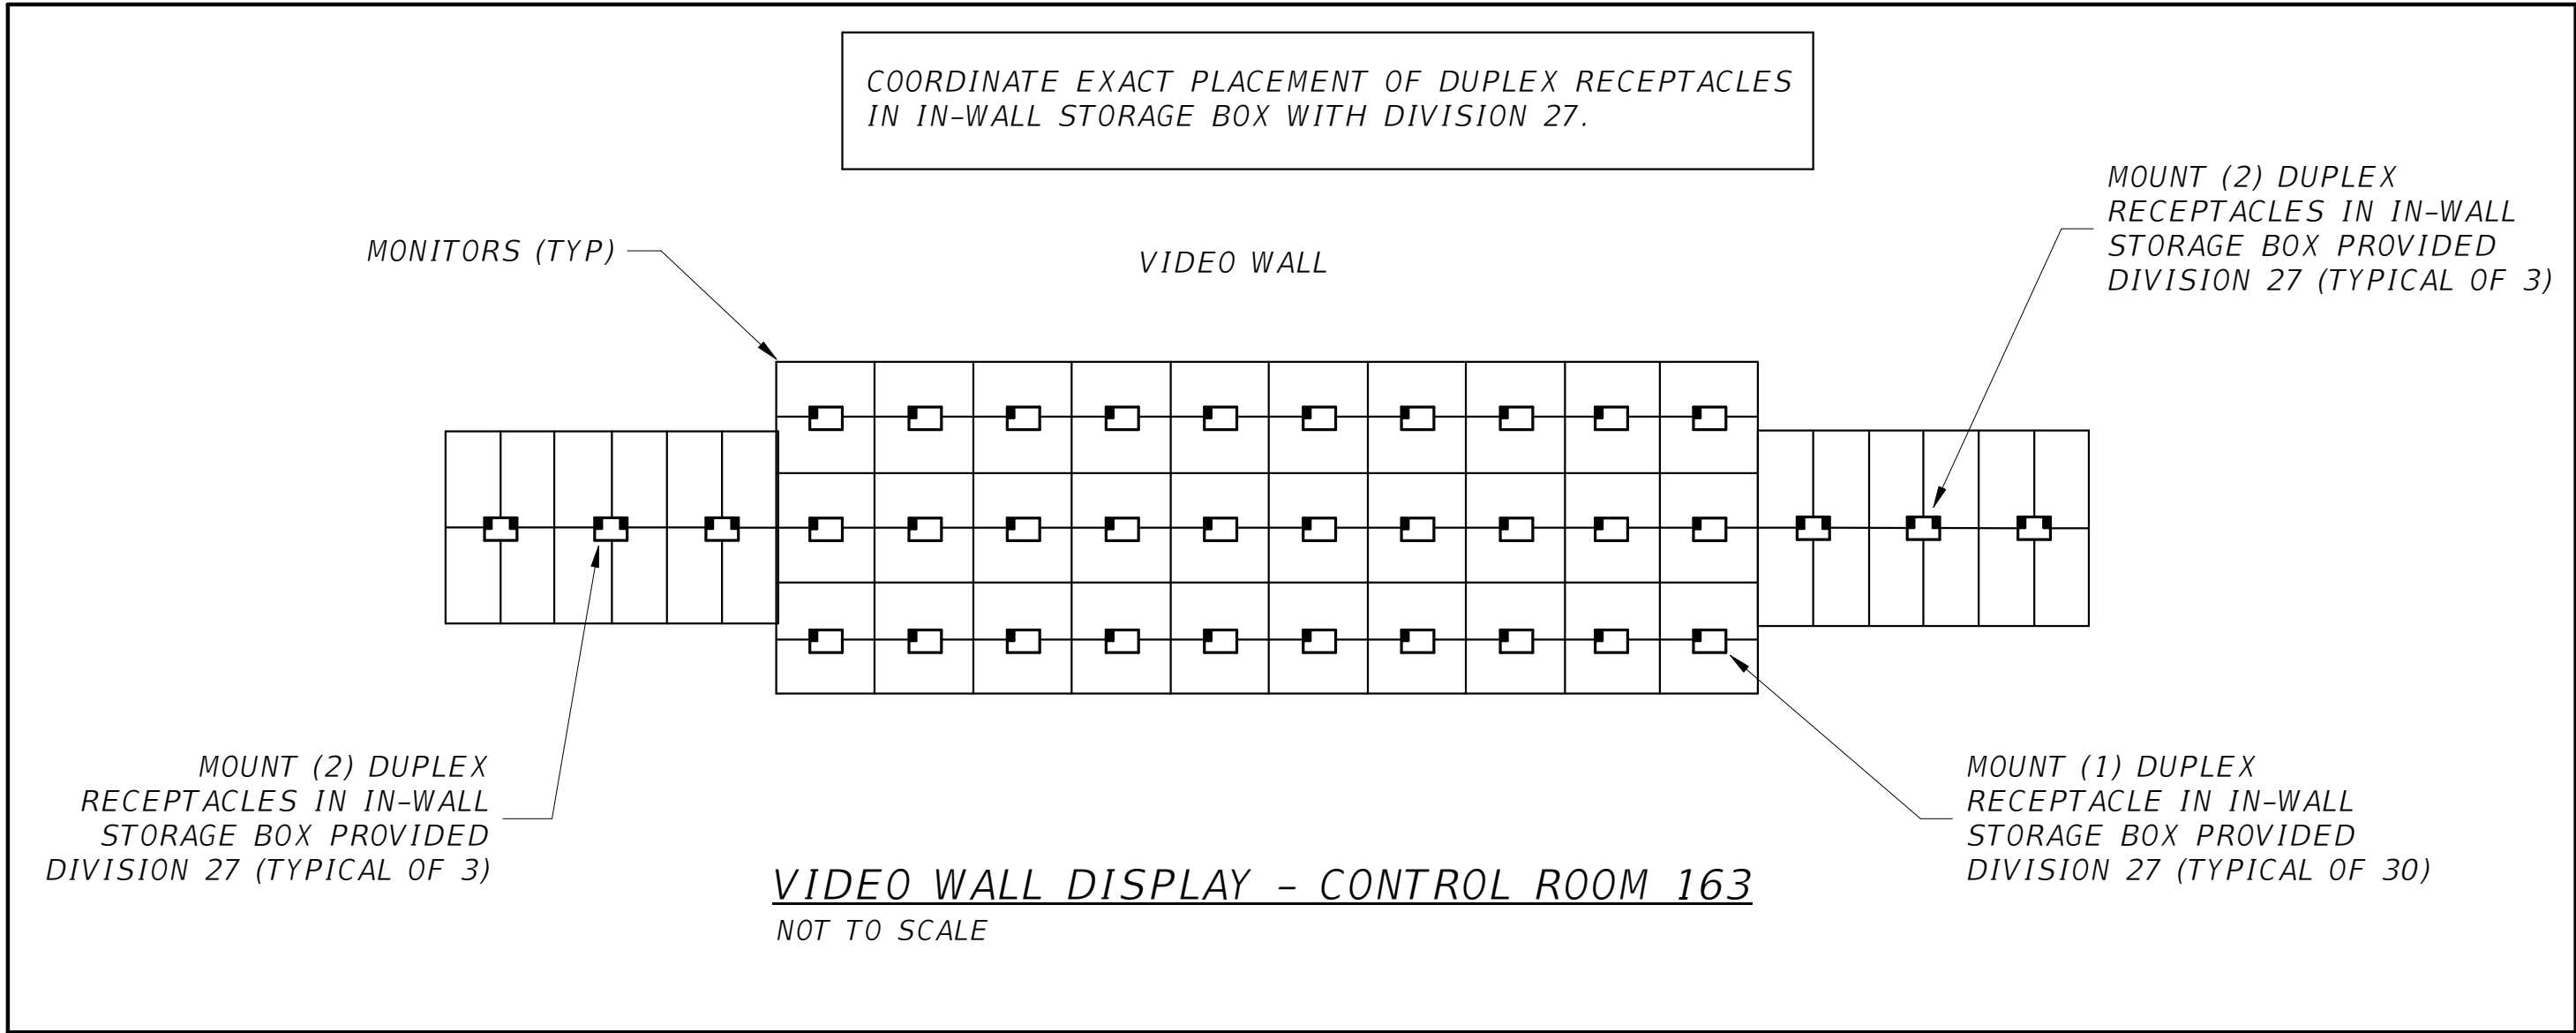 COORDINATE EXACT PLACEMENT OF DUPLEX RECEPTACLES
IN IN-WALL STORAGE BOX WITH DIVISION 27.
MOUNT (2) DUPLEX
RECEPTACLES IN IN-WALL
STORAGE BOX PROVIDED
DIVISION 27 (TYPICAL OF 3)
MONITORS (TYP)
VIDEO WALL
MOUNT (2) DUPLEX
RECEPTACLES IN IN-WALL
STORAGE BOX PROVIDED
DIVISION 27 (TYPICAL OF 3)
MOUNT (1) DUPLEX
RECEPTACLE IN IN-WALL
STORAGE BOX PROVIDED
DIVISION 27 (TYPICAL OF 30)
VIDEO WALL DISPLAY - CONTROL ROOM 163
NOT TO SCALE